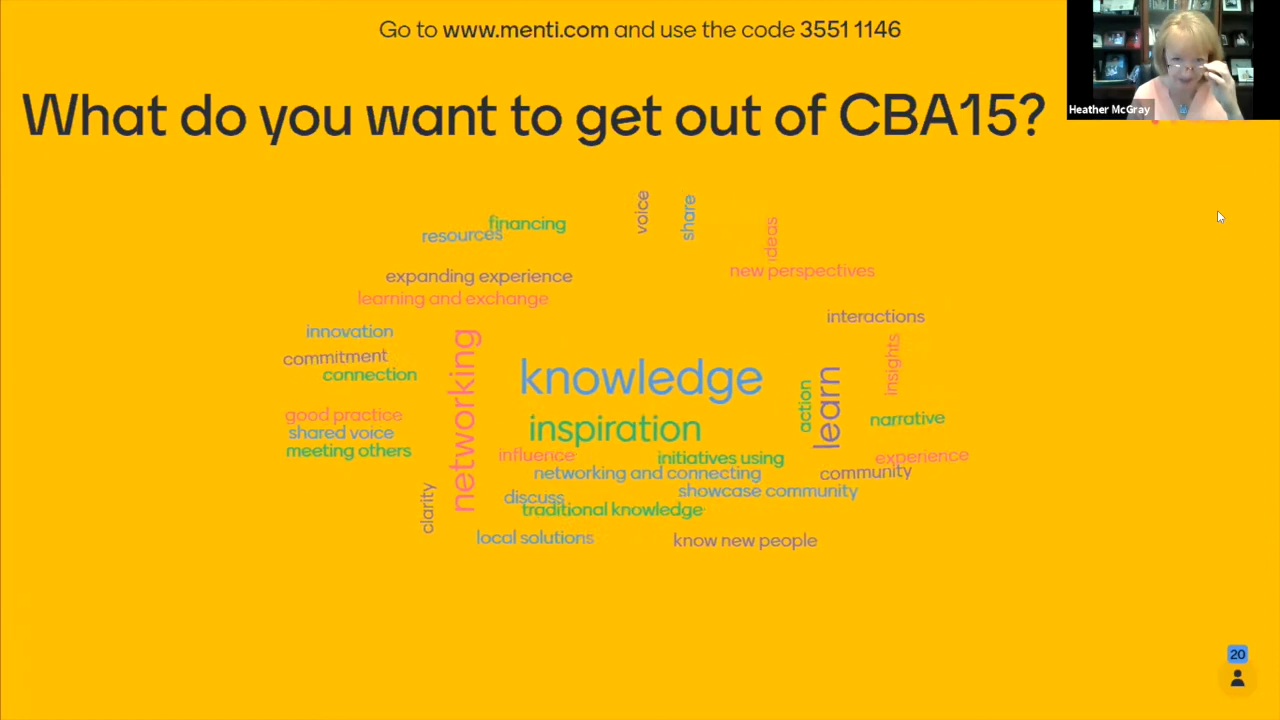 Go to www.menti.com and use the code 3551 1146
Heather McGray
What do you want to get out of CBA15?
voice
share
financing
resources
ideas
new perspectives
expanding experience
learning and exchange
interactions
innovation
commitment
connection
networking
knowledge
insights
action
learn
good practice
shared voice
meeting others
inspiration
narrative
influence
initiatives using
experience
networking and connecting
community
discuss
showcase community
clarity
traditional knowledge
local solutions
know new people
20